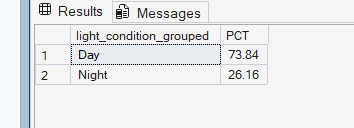 Results Messages
light_condition_grouped PCT
1 Day 73.84
2 Night 26.16